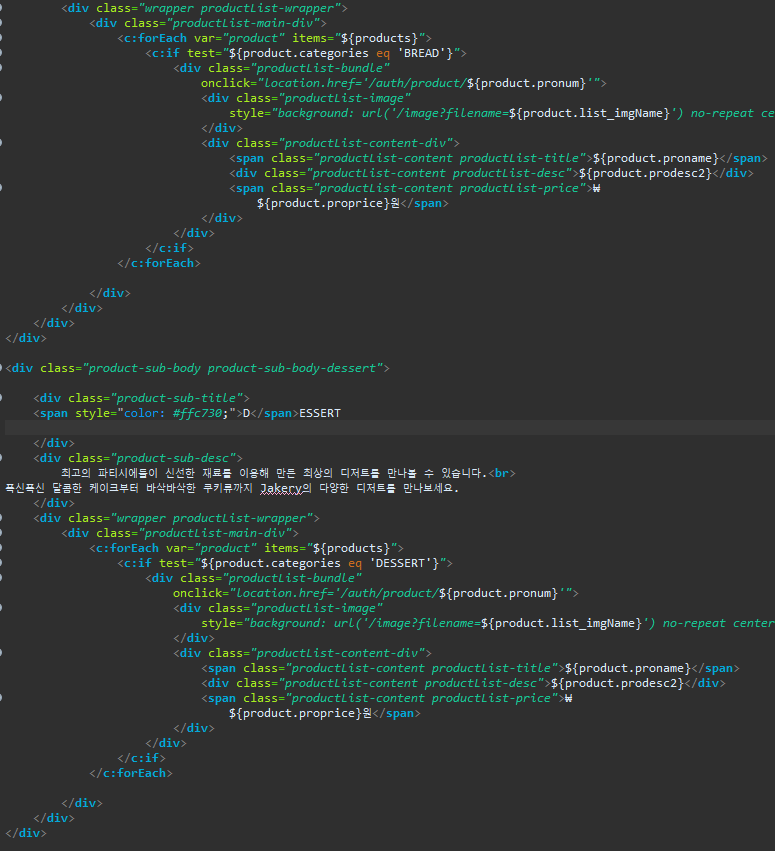 <div class="wrapper productList-wrapper">
<div class="productList-main-div">
<c:forEach var="product" items="${products}">
<c:if test="${product.categories eq 'BREAD'}">
<div class="productList-bundle"
onclick="location.href='/auth/product/${product.pronum}'">
<div class="productList-image"
style="background: url('/image?filename=${product.list_imgName}') no-repeat ce
</div>
<div class="productList-content-div">
<span class="productList-content productList-title">${product.proname}</span>
<div class="productList-content productList-desc">${product.prodesc2}</div>
<span class="productList-content productList-price">₩
${product.proprice}원</span>
</div>
</div>
</c:if>
</c:forEach>
</div>
</div>
</div>
</div>
<div class="product-sub-body product-sub-body-dessert">
<div class="product-sub-title">
<span style="color: #ffc730;">D</span>ESSERT
</div>
<div class="product-sub-desc">
최고의 파티시에들이 신선한 재료를 이용해 만든 최상의 디저트를 만나볼 수 있습니다.<br>
폭신폭신 달콤한 케이크부터 바삭바삭한 쿠키류까지 Jakery의 다양한 디저트를 만나보세요.
</div>
<div class="wrapper productList-wrapper">
<div class="productList-main-div">
<c:forEach var="product" items="${products}">
<c:if test="${product.categories eq 'DESSERT'}">
<div class="productList-bundle"
onclick="location.href='/auth/product/${product.pronum}'">
<div class="productList-image"
style="background: url('/image?filename=${product.list_imgName}') no-repeat center
</div>
<div class="productList-content-div">
<span class="productList-content productList-title">${product.proname}</span>
<div class="productList-content productList-desc">${product.prodesc2}</div>
<span class="productList-content productList-price">₩
${product.proprice}원</span>
</div>
</div>
</c:if>
</c:forEach>
</div>
</div>
</div>